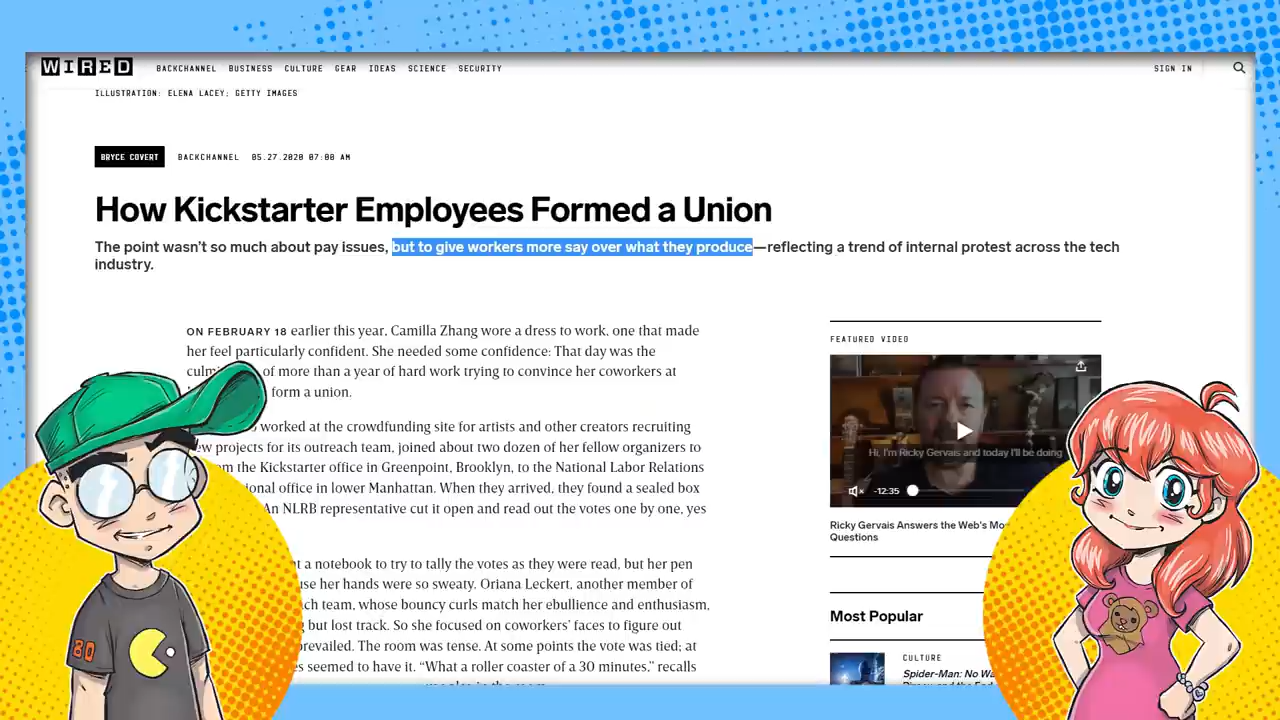 WIRED
BACKCHANNEL BUSINESS CULTURE GEAR IDEAS SCIENCE SECURITY
SIGN IN
ILLUSTRATION: ELENA LACEY; GETTY IMAGES
BRYCE COVERT BACKCHANNEL 05.27.2020 07:00 AM
How Kickstarter Employees Formed a Union
The point wasn't so much about pay issues, but to give workers more say over what they produce—reflecting a trend of internal protest across the tech
industry.
ON FEBRUARY 18 earlier this year, Camilla Zhang wore a dress to work, one that made
her feel particularly confident. She needed some confidence: That day was the
of more than a year of hard work trying to convince her coworkers at
form a union.
worked at the crowdfunding site for artists and other creators recruiting
new projects for its outreach team, joined about two dozen of her fellow organizers to
the Kickstarter office in Greenpoint, Brooklyn, to the National Labor Relations
office in lower Manhattan. When they arrived, they found a sealed box
An NLRB representative cut it open and read out the votes one by one, yes
a notebook to try to tally the votes as they were read, but her pen
her hands were so sweaty. Oriana Leckert, another member of
team, whose bouncy curls match her ebullience and enthusiasm,
but lost track. So she focused on coworkers' faces to figure out
prevailed. The room was tense. At some points the vote was tied; at
seemed to have it. "What a roller coaster of a 30 minutes," recalls
FEATURED VIDEO
Hi, I'm Ricky Gervais and today I'll be doing
-12:35
Ricky Gervais Answers the Web's
Questions
Most Popular
CULTURE
Spider-Man: No
80